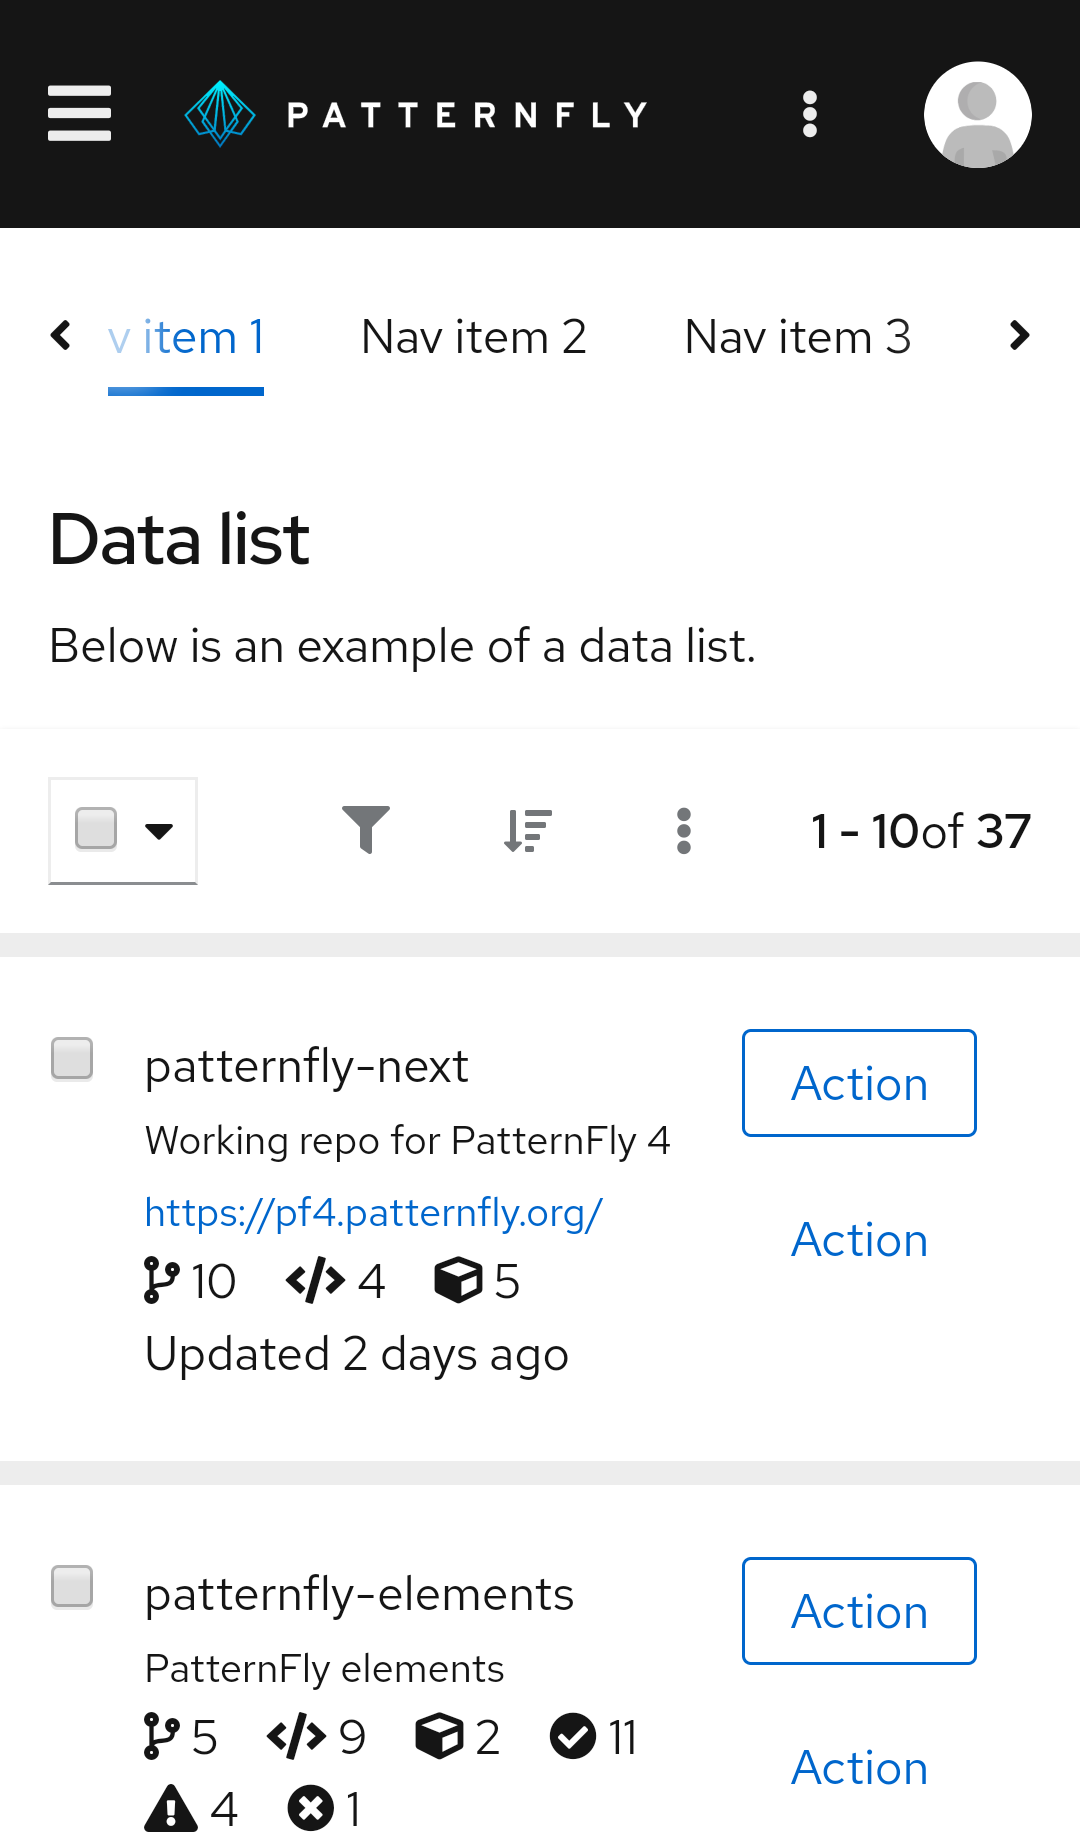 PATTERNFLY
v item 1 Nav item 2 Nav item 3
Data list
Below is an example of a data list.
1 - 10of 37
patternfly-next
Action
Working repo for PatternFly 4
https://pf4.patternfly.org/
Action
10 4 5
Updated 2 days ago
patternfly-elements
Action
PatternFly elements
5 9 2 11
Action
4 1